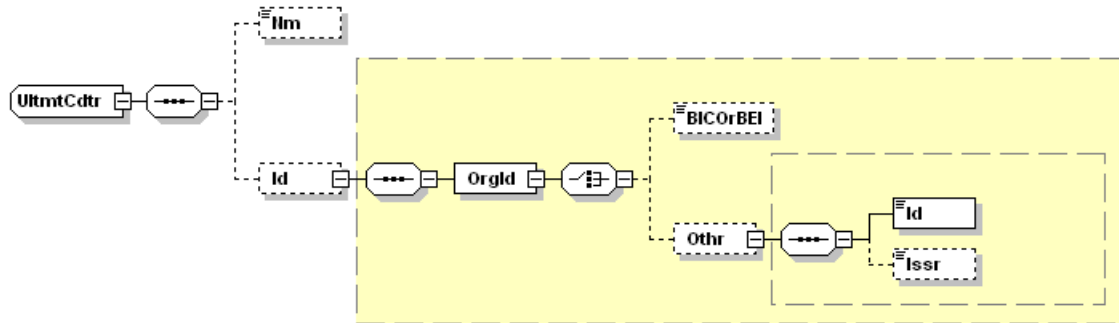 Nm
UltmtCdtr
BICOrBEI
Id
OrgId
Id
Othr
Issr